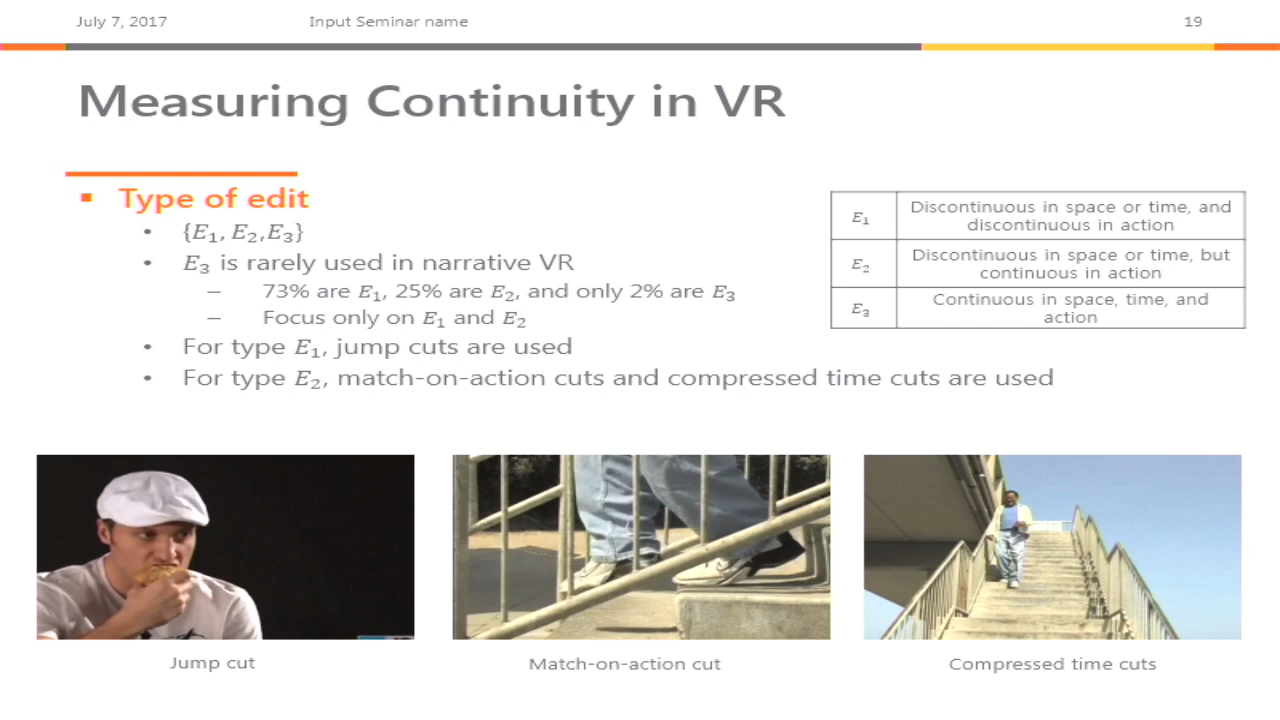 July 7, 2017 Input Seminar name 19
Measuring Continuity in VR
▪ Type of edit
• {E₁, E₂,E₃}
• E₃ is rarely used in narrative VR
– 73% are E₁, 25% are E₂, and only 2% are E₃
– Focus only on E₁ and E₂
• For type E₁, jump cuts are used
• For type E₂, match-on-action cuts and compressed time cuts are used
E₁ Discontinuous in space or time, and
discontinuous in action
E₂ Discontinuous in space or time, but
continuous in action
E₃ Continuous in space, time, and
action
Jump cut
Match-on-action cut
Compressed time cuts